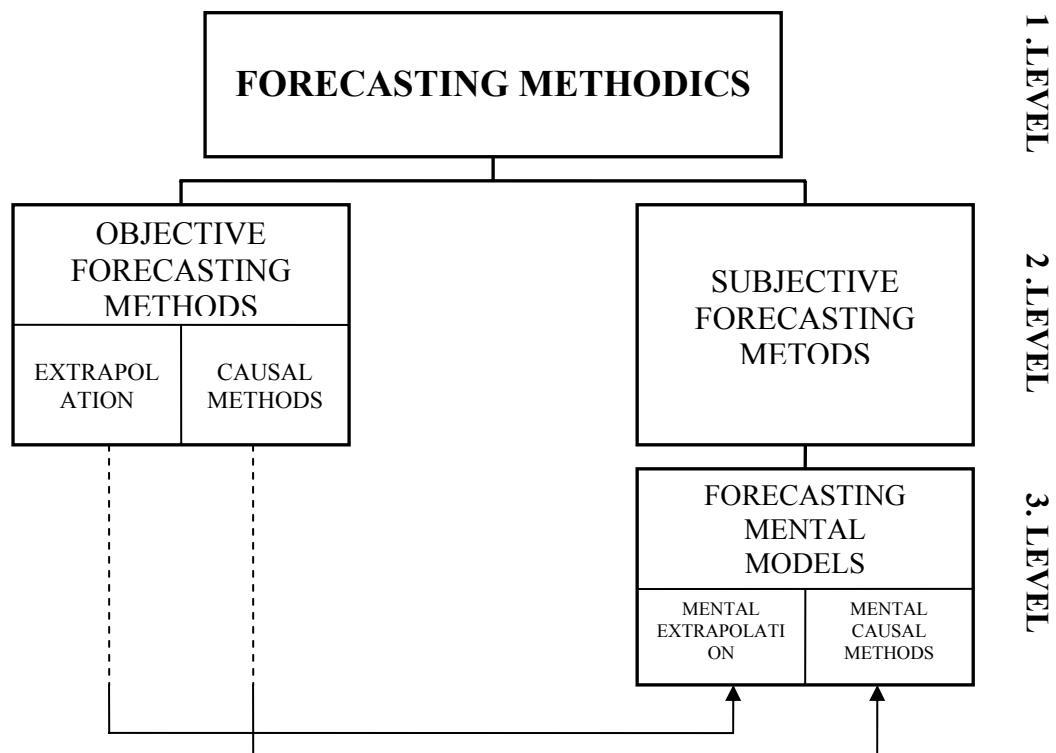 FORECASTING METHODICS
1 .LEVEL
OBJECTIVE
FORECASTING
METHODS
EXTRAPOL
ATION
CAUSAL
METHODS
SUBJECTIVE
FORECASTING
METODS
2 .LEVEL
FORECASTING
MENTAL
MODELS
MENTAL
EXTRAPOLATI
ON
MENTAL
CAUSAL
METHODS
3. LEVEL